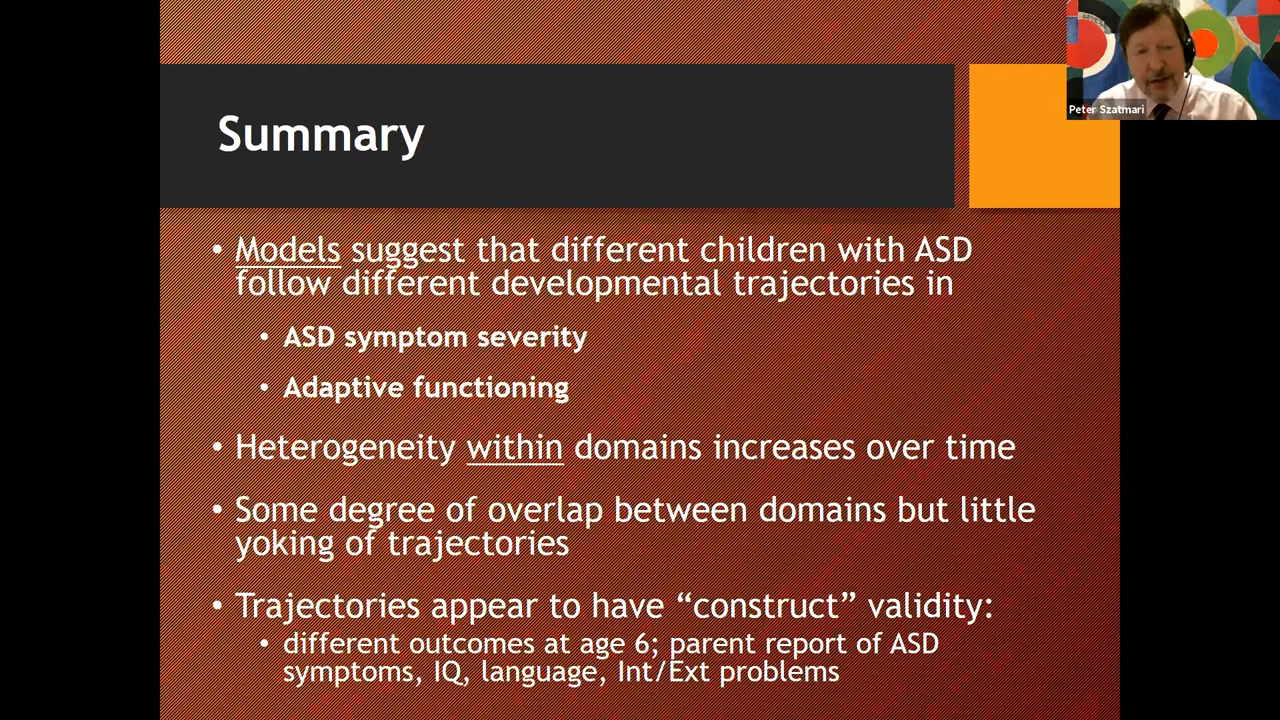 Peter Szatmari
Summary
• Models suggest that different children with ASD
follow different developmental trajectories in
• ASD symptom severity
• Adaptive functioning
• Heterogeneity within domains increases over time
• Some degree of overlap between domains but little
yoking of trajectories
• Trajectories appear to have “construct” validity:
• different outcomes at age 6; parent report of ASD
symptoms, IQ, language, Int/Ext problems